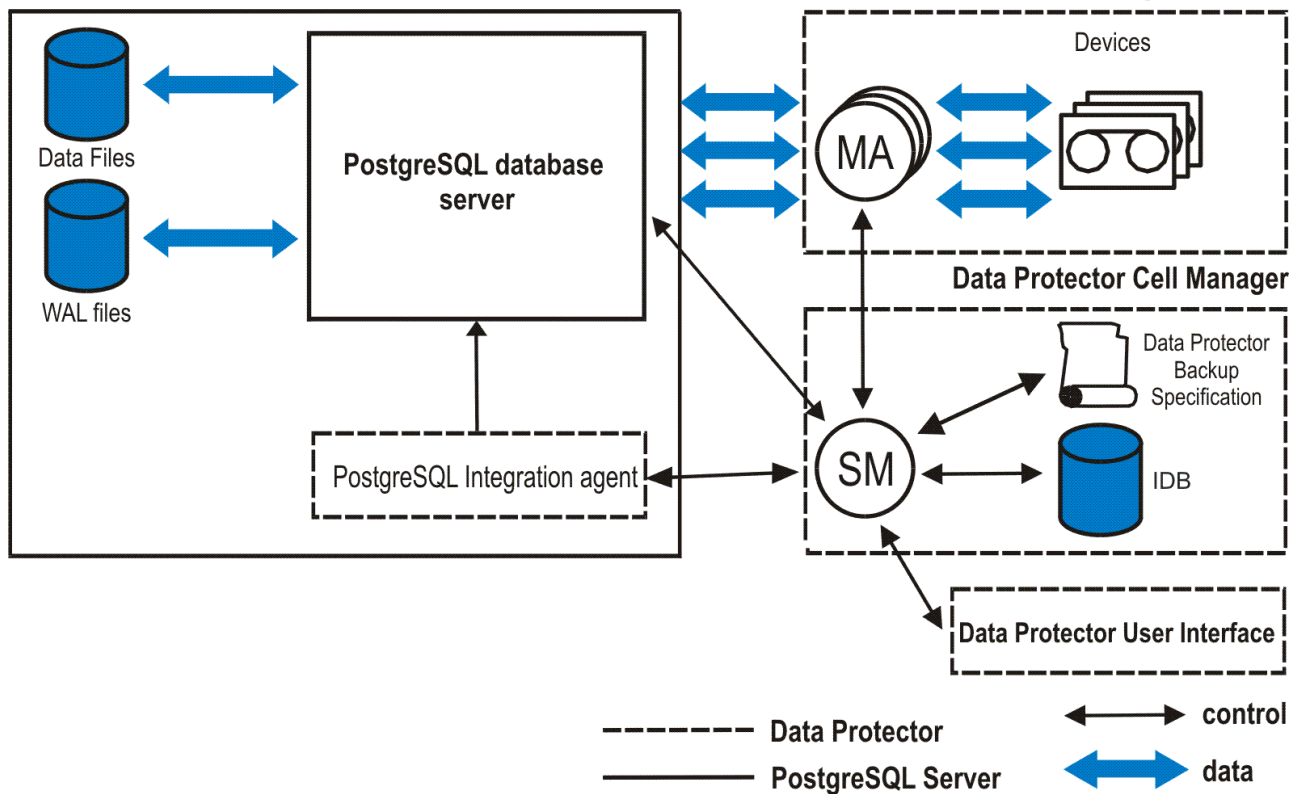 Devices
Data Files
PostgreSQL database
server
MA
WAL files
Data Protector Cell Manager
Data Protector
Backup
Specification
PostgreSQL Integration agent
SM
IDB
Data Protector User Interface
control
Data Protector
data
PostgreSQL Server